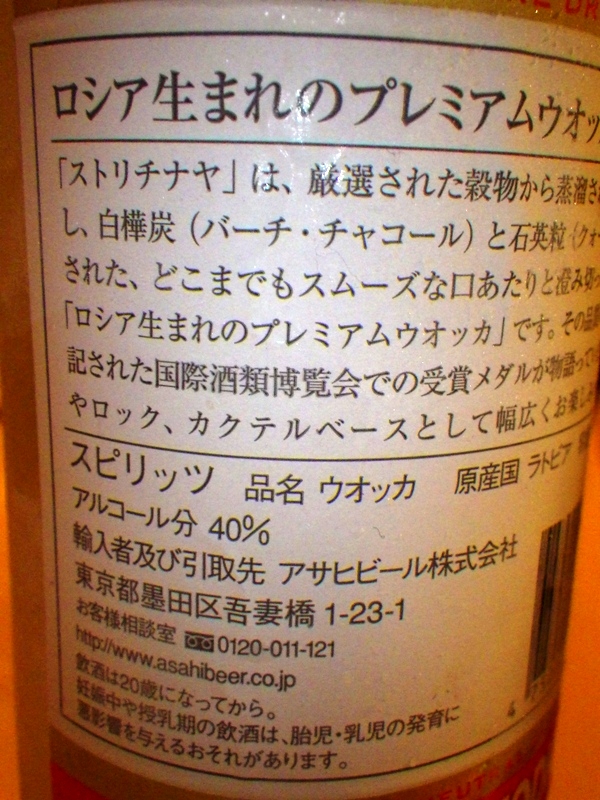 ロシア生まれのプレミアムウオッ
「ストリチナヤ」は、厳選された穀物から蒸溜さ
し、白樺炭（バーチ・チャコール）と石英粒（クォー
された、どこまでもスムーズな口あたりと澄み切っ
「ロシア生まれのプレミアムウオッカ」です。その品質
記された国際酒類博覧会での受賞メダルが物語って
やロック、カクテルベースとして幅広くお楽しみ
スピリッツ 品名 ウオッカ 原産国 ラトビア
アルコール分 40%
輸入者及び引取先 アサヒビール株式会社
東京都墨田区吾妻橋 1-23-1
お客様相談室 0120-011-121
http://www.asahibeer.co.jp
飲酒は20歳になってから。
妊娠中や授乳期の飲酒は、胎児・乳児の発育に
悪影響を与えるおそれがあります。